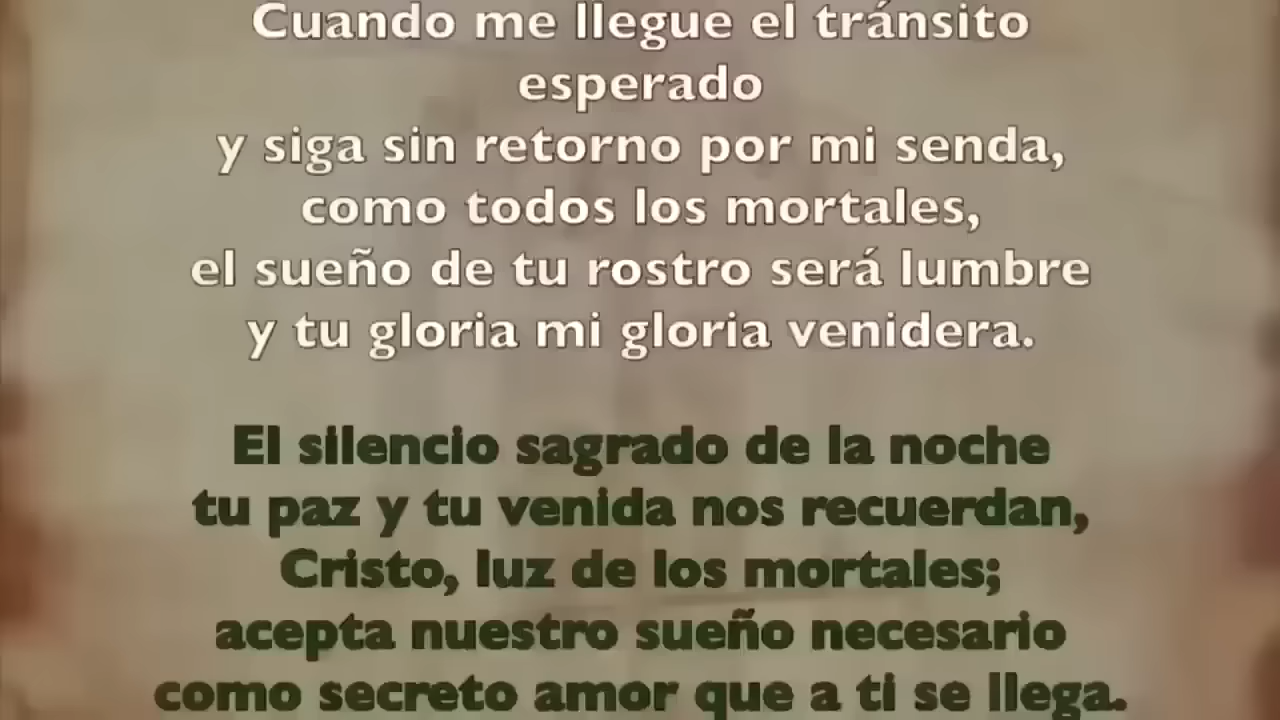 Cuando me llegue el tránsito
esperado
y siga sin retorno por mi senda,
como todos los mortales,
el sueño de tu rostro será lumbre
y tu gloria mi gloria venidera.
El silencio sagrado de la noche
tu paz y tu venida nos recuerdan,
Cristo, luz de los mortales;
acepta nuestro sueño necesario
como secreto amor que a ti se llega.